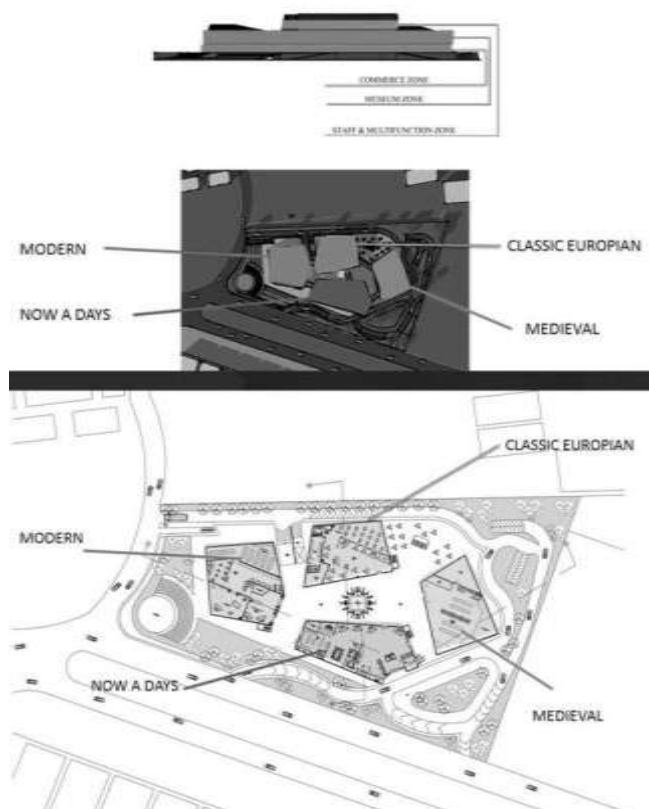 COMMERCE ZONE
MUSEUM ZONE
STAFF & MULTIFUNCTION ZONE
MODERN
CLASSIC EUROPIAN
NOW A DAYS
MEDIEVAL
CLASSIC EUROPIAN
MODERN
NOW A DAYS
MEDIEVAL